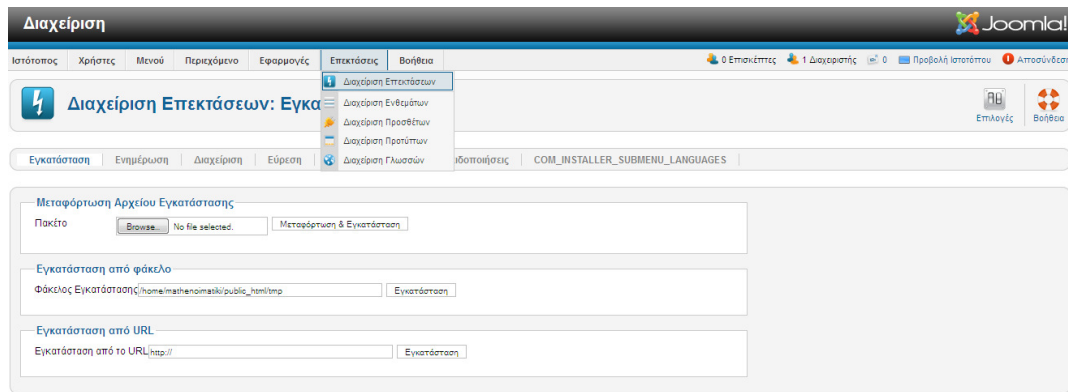 Διαχείριση
Joomla!
Ιστότοπος Χρήστες Μενού Περιεχόμενο Εφαρμογές Επεκτάσεις Βοήθεια 0 Επισκέπτες 1 Διαχειριστής 0 Προβολή Ιστοτόπου Αποσύνδεση
Διαχείριση Επεκτάσεων
Διαχείριση Ενθεμάτων
Διαχείριση Προσθέτων
Διαχείριση Προτύπων
Διαχείριση Γλωσσών
Διαχείριση Επεκτάσεων: Εγκα
Επιλογές Βοήθεια
Εγκατάσταση Ενημέρωση Διαχείριση Εύρεση ιδοποιήσεις COM_INSTALLER_SUBMENU_LANGUAGES
Μεταφόρτωση Αρχείου Εγκατάστασης
Πακέτο Browse... No file selected. Μεταφόρτωση & Εγκατάσταση
Εγκατάσταση από φάκελο
Φάκελος Εγκατάστασης /home/mathenoimatiki/public_html/tmp Εγκατάσταση
Εγκατάσταση από URL
Εγκατάσταση από το URL http:// Εγκατάσταση